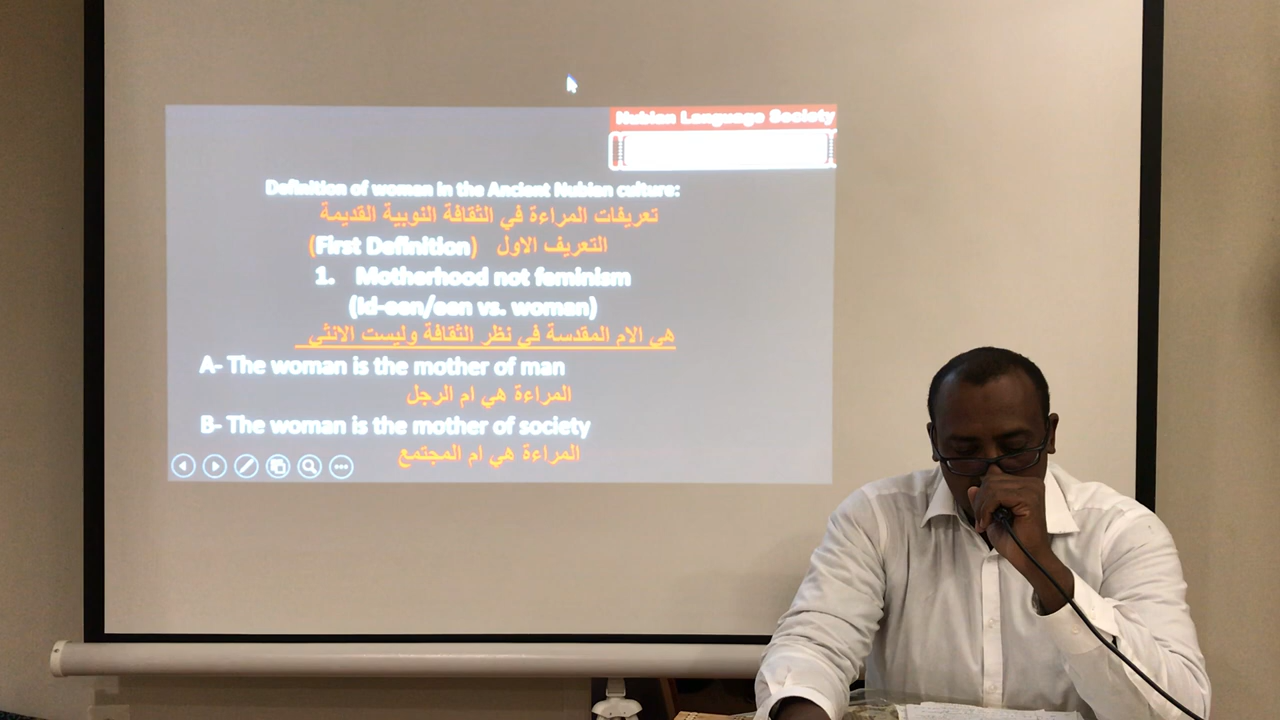 Nubian Language Society
Definition of woman in the Ancient Nubian culture:
تعريفات المراءة في الثقافة النوبية القديمة
(First Definition) التعريف الاول
1. Motherhood not feminism
(Id-een/een vs. woman)
هي الام المقدسة في نظر الثقافة وليست الانثي
A- The woman is the mother of man
المراءة هي ام الرجل
B- The woman is the mother of society
المراءة هي ام المجتمع